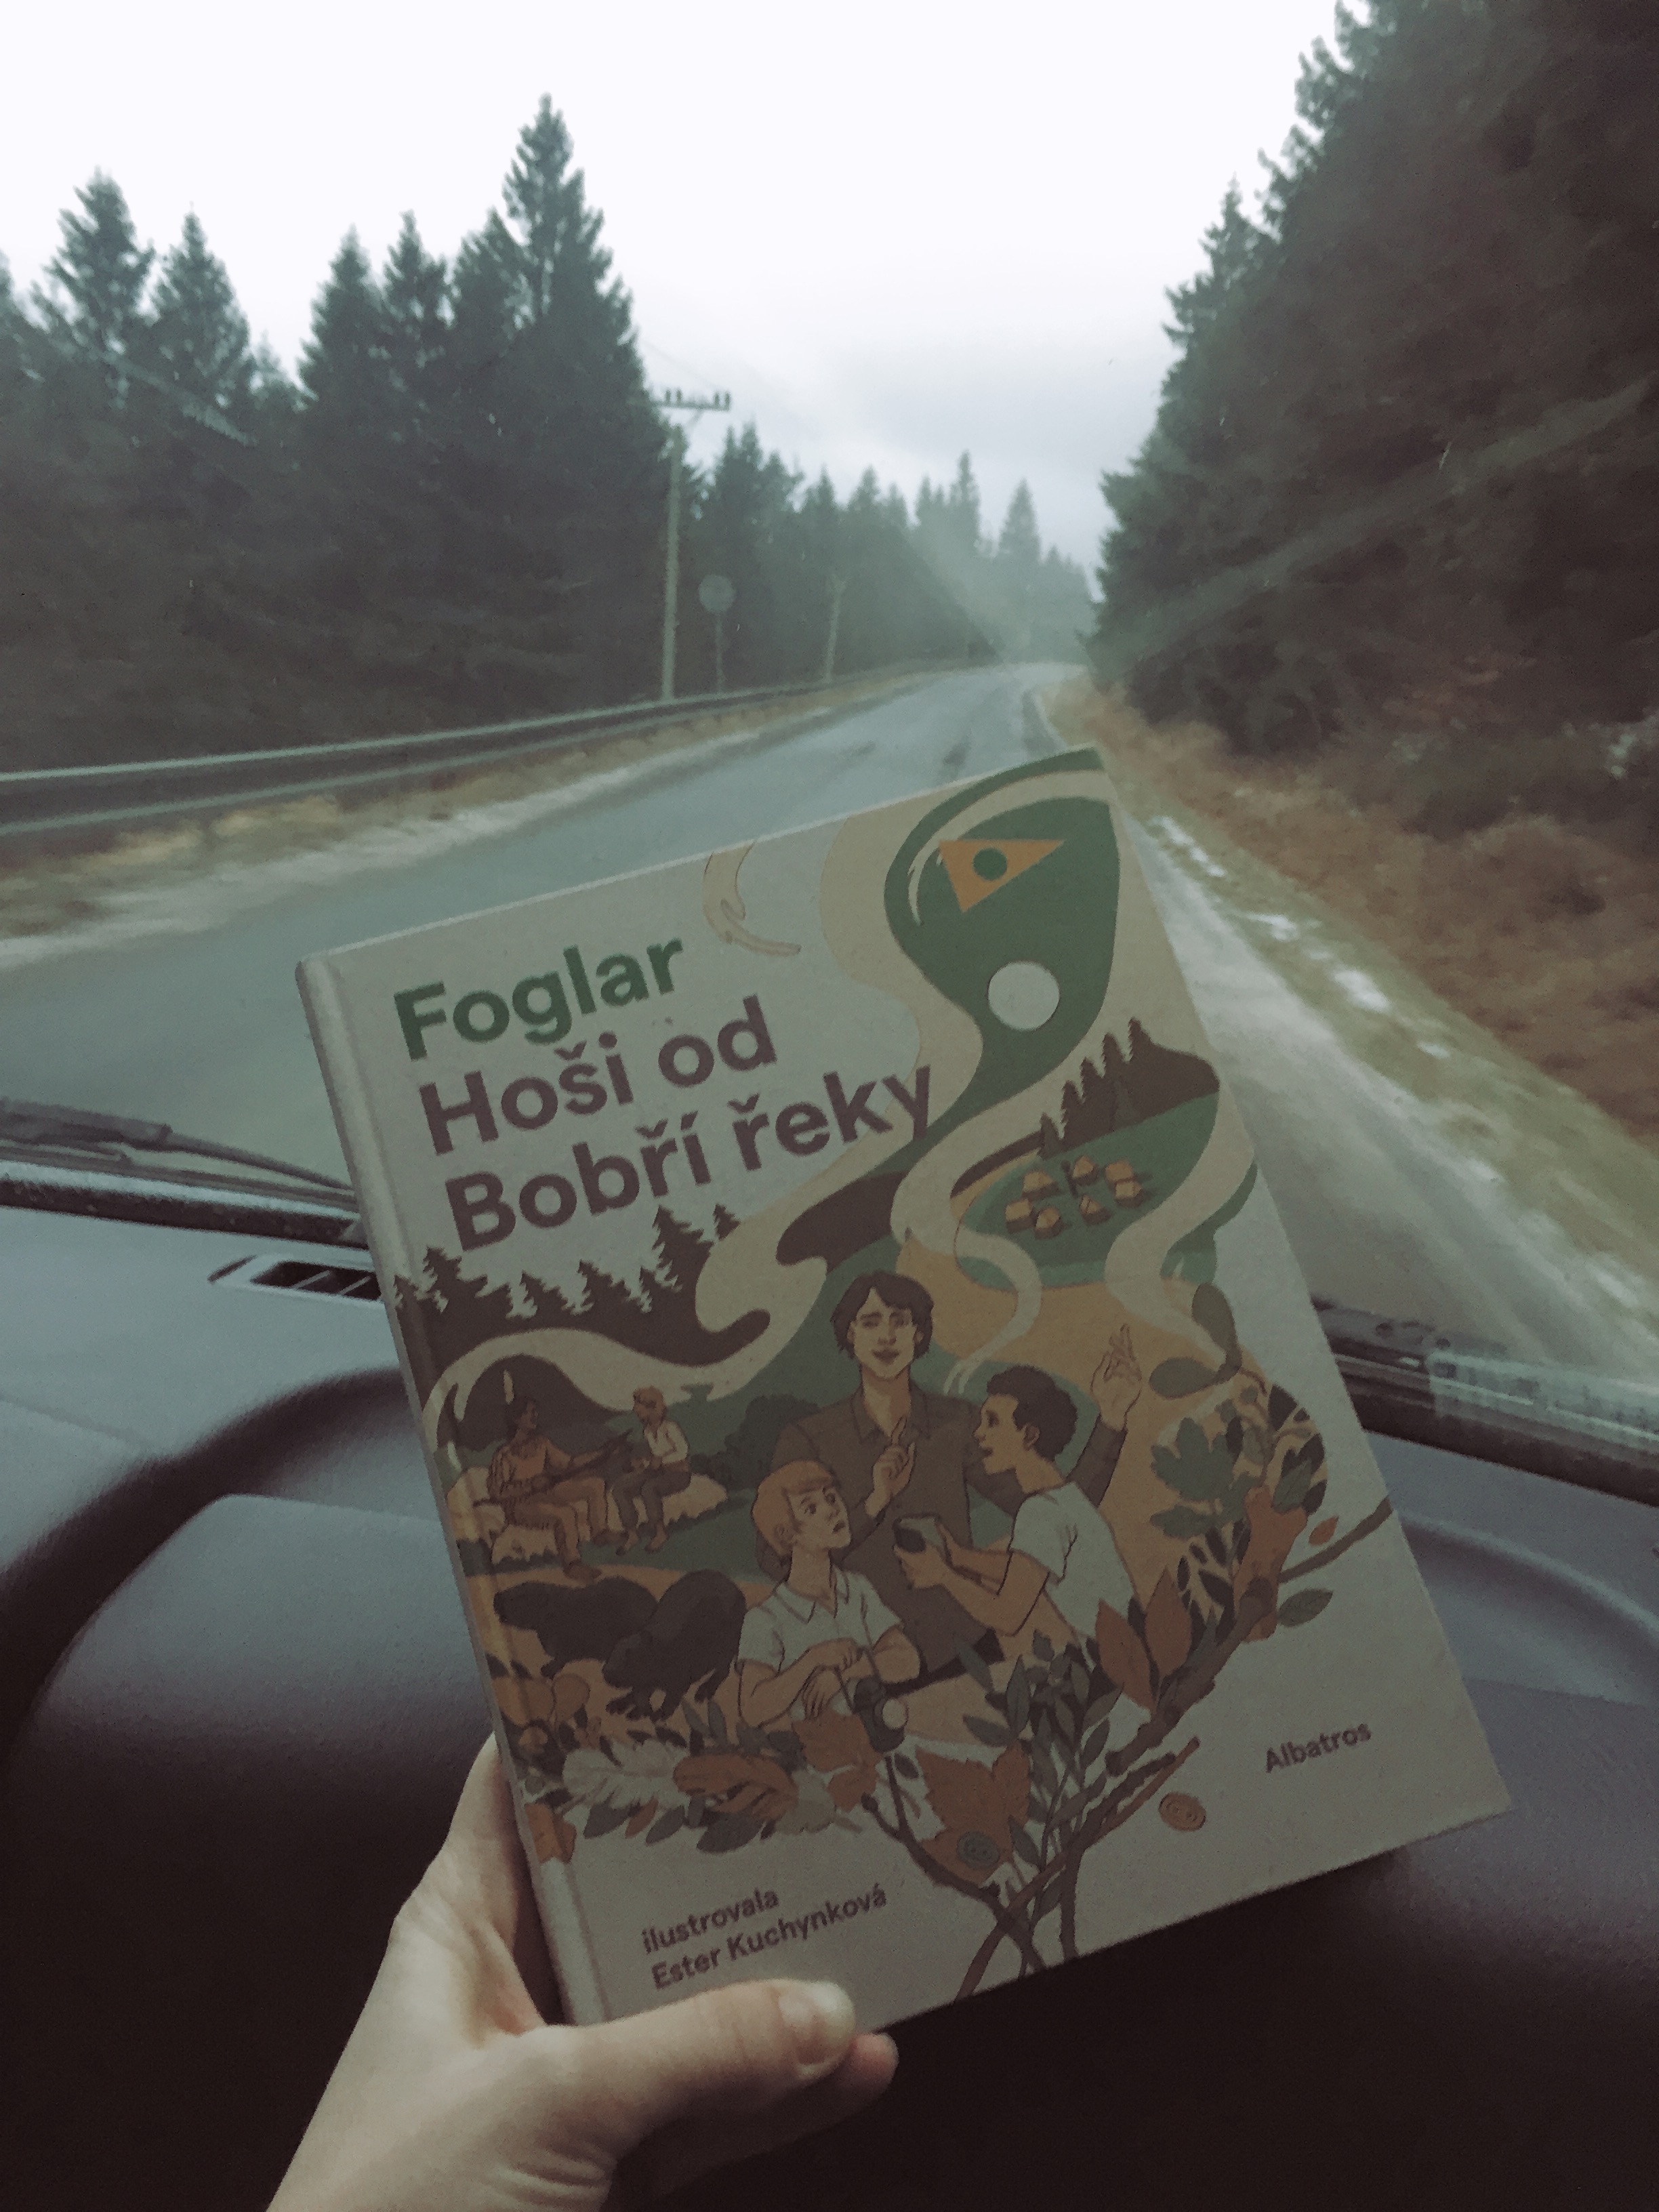 Foglar
Hoši od
Bobří řeky
Albatros
ilustrovala
Ester Kuchynková